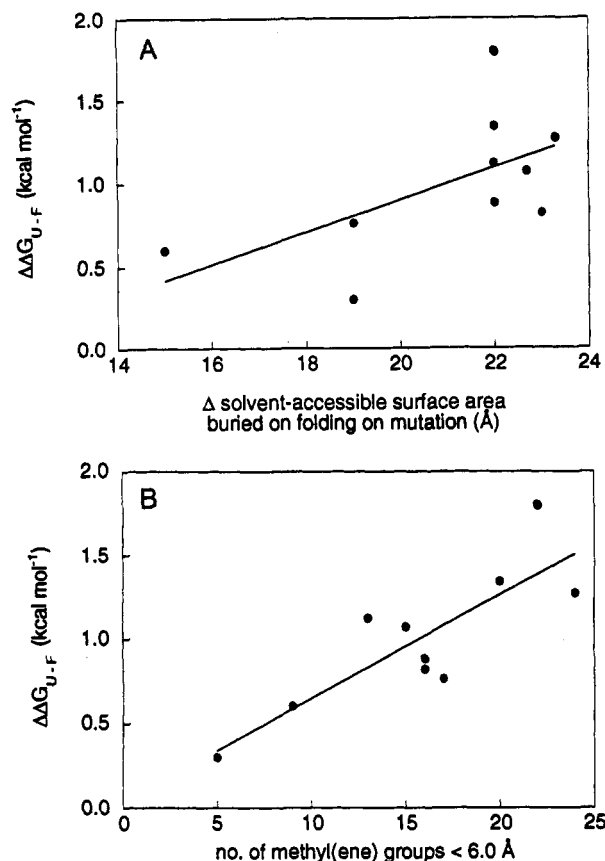 A
2.0
1.5
1.0
0.5
0.0
ΔΔG U-F (kcal mol⁻¹)
14 16 18 20 22 24
Δ solvent-accessible surface area
buried on folding on mutation (Å)
B
2.0
1.5
1.0
0.5
0.0
ΔΔG U-F (kcal mol⁻¹)
0 5 10 15 20 25
no. of methyl(ene) groups < 6.0 Å